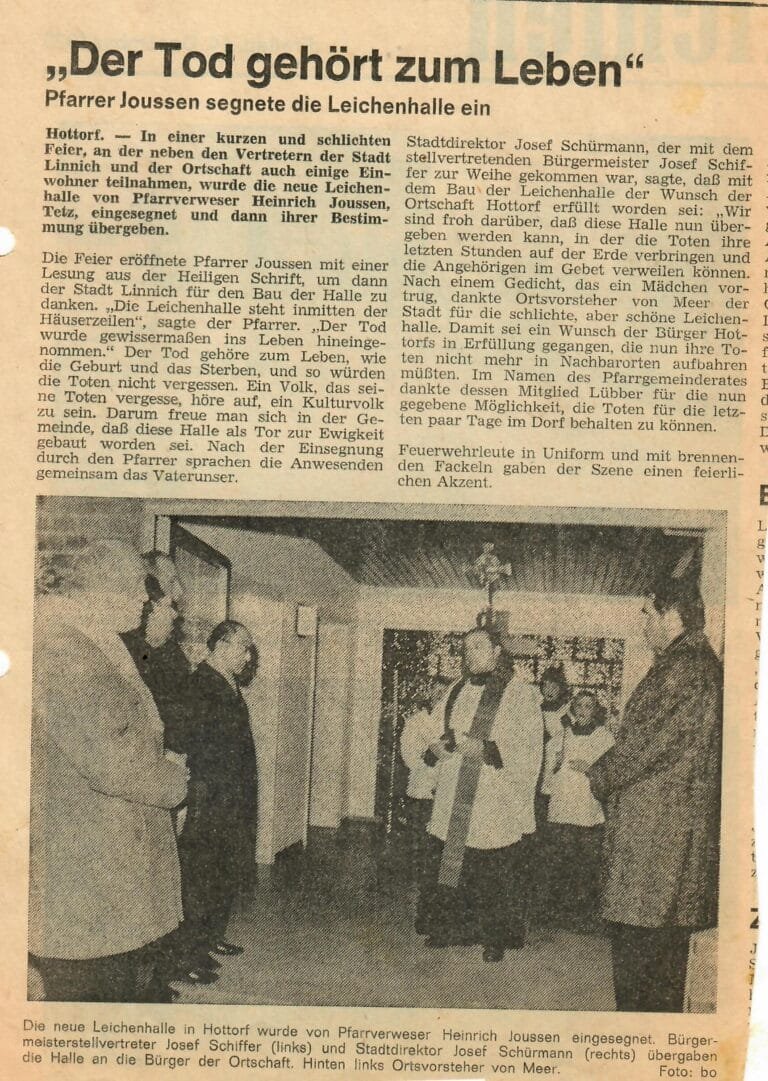 „Der Tod gehört zum Leben“
Pfarrer Joussen segnete die Leichenhalle ein
Hottorf. — In einer kurzen und schlichten
Feier, an der neben den Vertretern der Stadt
Linnich und der Ortschaft auch einige Ein-
wohner teilnahmen, wurde die neue Leichen-
halle von Pfarrverweser Heinrich Joussen,
Tetz, eingesegnet und dann ihrer Bestim-
mung übergeben.
Die Feier eröffnete Pfarrer Joussen mit einer
Lesung aus der Heiligen Schrift, um dann
der Stadt Linnich für den Bau der Halle zu
danken. „Die Leichenhalle steht inmitten der
Häuserzeilen“, sagte der Pfarrer. „Der Tod
wurde gewissermaßen ins Leben hineinge-
nommen.“ Der Tod gehöre zum Leben, wie
die Geburt und das Sterben, und so würden
die Toten nicht vergessen. Ein Volk, das sei-
ne Toten vergesse, höre auf, ein Kulturvolk
zu sein. Darum freue man sich in der Ge-
meinde, daß diese Halle als Tor zur Ewigkeit
gebaut worden sei. Nach der Einsegnung
durch den Pfarrer sprachen die Anwesenden
gemeinsam das Vaterunser.
Stadtdirektor Josef Schürmann, der mit dem
stellvertretenden Bürgermeister Josef Schif-
fer zur Weihe gekommen war, sagte, daß mit
dem Bau der Leichenhalle der Wunsch der
Ortschaft Hottorf erfüllt worden sei: „Wir
sind froh darüber, daß diese Halle nun über-
geben werden kann, in der die Toten ihre
letzten Stunden auf der Erde verbringen und
die Angehörigen im Gebet verweilen können.
Nach einem Gedicht, das ein Mädchen vor-
trug, dankte Ortsvorsteher van Meer der
Stadt für die schlichte, aber schöne Leichen-
halle. Damit sei ein Wunsch der Bürger Hot-
torfs in Erfüllung gegangen, die nun ihre To-
ten nicht mehr in Nachbarorten aufbahren
müßten. Im Namen des Pfarrgemeinderates
dankte dessen Mitglied Lübber für die nun
gegebene Möglichkeit, die Toten für die letz-
ten paar Tage im Dorf behalten zu können.
Feuerwehrleute in Uniform und mit brennen-
den Fackeln gaben der Szene einen feierli-
chen Akzent.
Die neue Leichenhalle in Hottorf wurde von Pfarrverweser Heinrich Joussen eingesegnet. Bürger-
meisterstellvertreter Josef Schiffer (links) und Stadtdirektor Josef Schürmann (rechts) übergaben
die Halle an die Bürger der Ortschaft. Hinten links Ortsvorsteher von Meer. Foto: bo